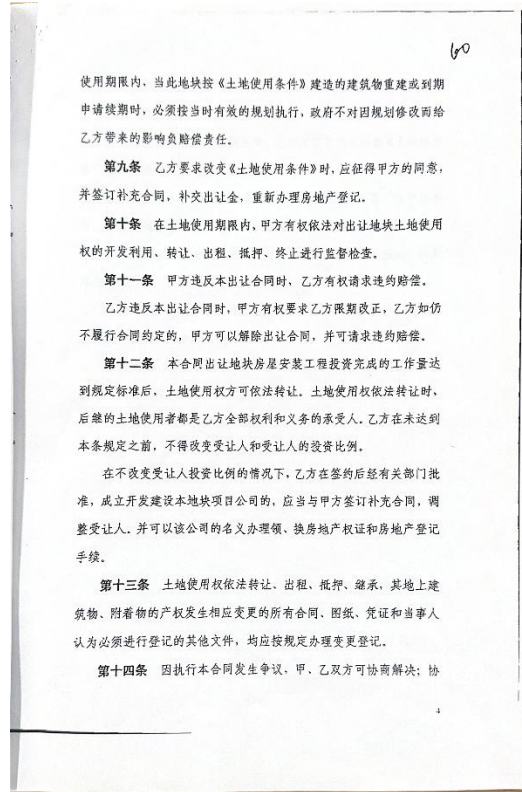 60
使用期限内，当此地块按《土地使用条件》建造的建筑物重建或到期
申请续期时，必须按当时有效的规划执行，政府不对因规划修改而给
乙方带来的影响负赔偿责任。
第九条 乙方要求改变《土地使用条件》时，应征得甲方的同意，
并签订补充合同，补交出让金，重新办理房地产登记。
第十条 在土地使用期限内，甲方有权依法对出让地块土地使用
权的开发利用、转让、出租、抵押、终止进行监督检查。
第十一条 甲方违反本出让合同时，乙方有权请求违约赔偿。
乙方违反本出让合同时，甲方有权要求乙方限期改正，乙方如仍
不履行合同约定的，甲方可以解除出让合同，并可请求违约赔偿。
第十二条 本合同出让地块房屋安装工程投资完成的工作量达
到规定标准后，土地使用权方可依法转让。土地使用权依法转让时、
后继的土地使用者都是乙方全部权利和义务的承受人。乙方在未达到
本条规定之前，不得改变受让人和受让人的投资比例。
在不改变受让人投资比例的情况下，乙方在签约后经有关部门批
准，成立开发建设本地块项目公司的，应当与甲方签订补充合同，调
整受让人。并可以该公司的名义办理领、换房地产权证和房地产登记
手续。
第十三条 土地使用权依法转让、出租、抵押、继承，其地上建
筑物、附着物的产权发生相应变更的所有合同、图纸、凭证和当事人
认为必须进行登记的其他文件，均应按规定办理变更登记。
第十四条 因执行本合同发生争议，甲、乙双方可协商解决；协
4